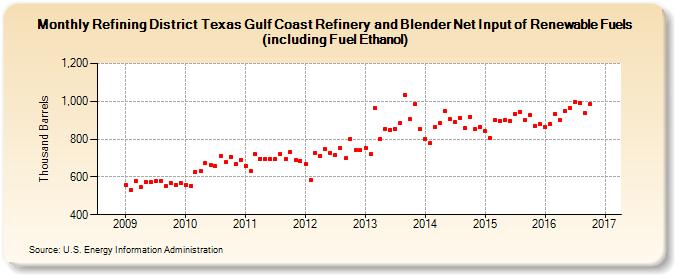 Monthly Refining District Texas Gulf Coast Refinery and Blender Net Input of Renewable Fuels
(including Fuel Ethanol)
Thousand Barrels
1,200
1,000
800
600
400
2009 2010 2011 2012 2013 2014 2015 2016 2017
Source: U.S. Energy Information Administration